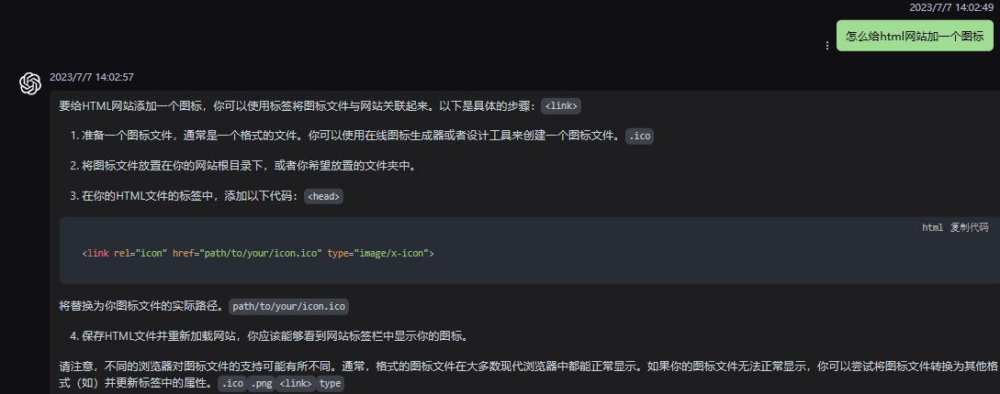 2023/7/7 14:02:49
怎么给html网站加一个图标
2023/7/7 14:02:57
要给HTML网站添加一个图标，你可以使用标签将图标文件与网站关联起来。以下是具体的步骤：<link>
1. 准备一个图标文件，通常是一个格式的文件。你可以使用在线图标生成器或者设计工具来创建一个图标文件。.ico
2. 将图标文件放置在你的网站根目录下，或者你希望放置的文件夹中。
3. 在你的HTML文件的标签中，添加以下代码：<head>
html 复制代码
<link rel="icon" href="path/to/your/icon.ico" type="image/x-icon">
将替换为你图标文件的实际路径。path/to/your/icon.ico
4. 保存HTML文件并重新加载网站，你应该能够看到网站标签栏中显示你的图标。
请注意，不同的浏览器对图标文件的支持可能有所不同。通常，格式的图标文件在大多数现代浏览器中都能正常显示。如果你的图标文件无法正常显示，你可以尝试将图标文件转换为其他格
式（如）并更新标签中的属性。.ico .png <link> type